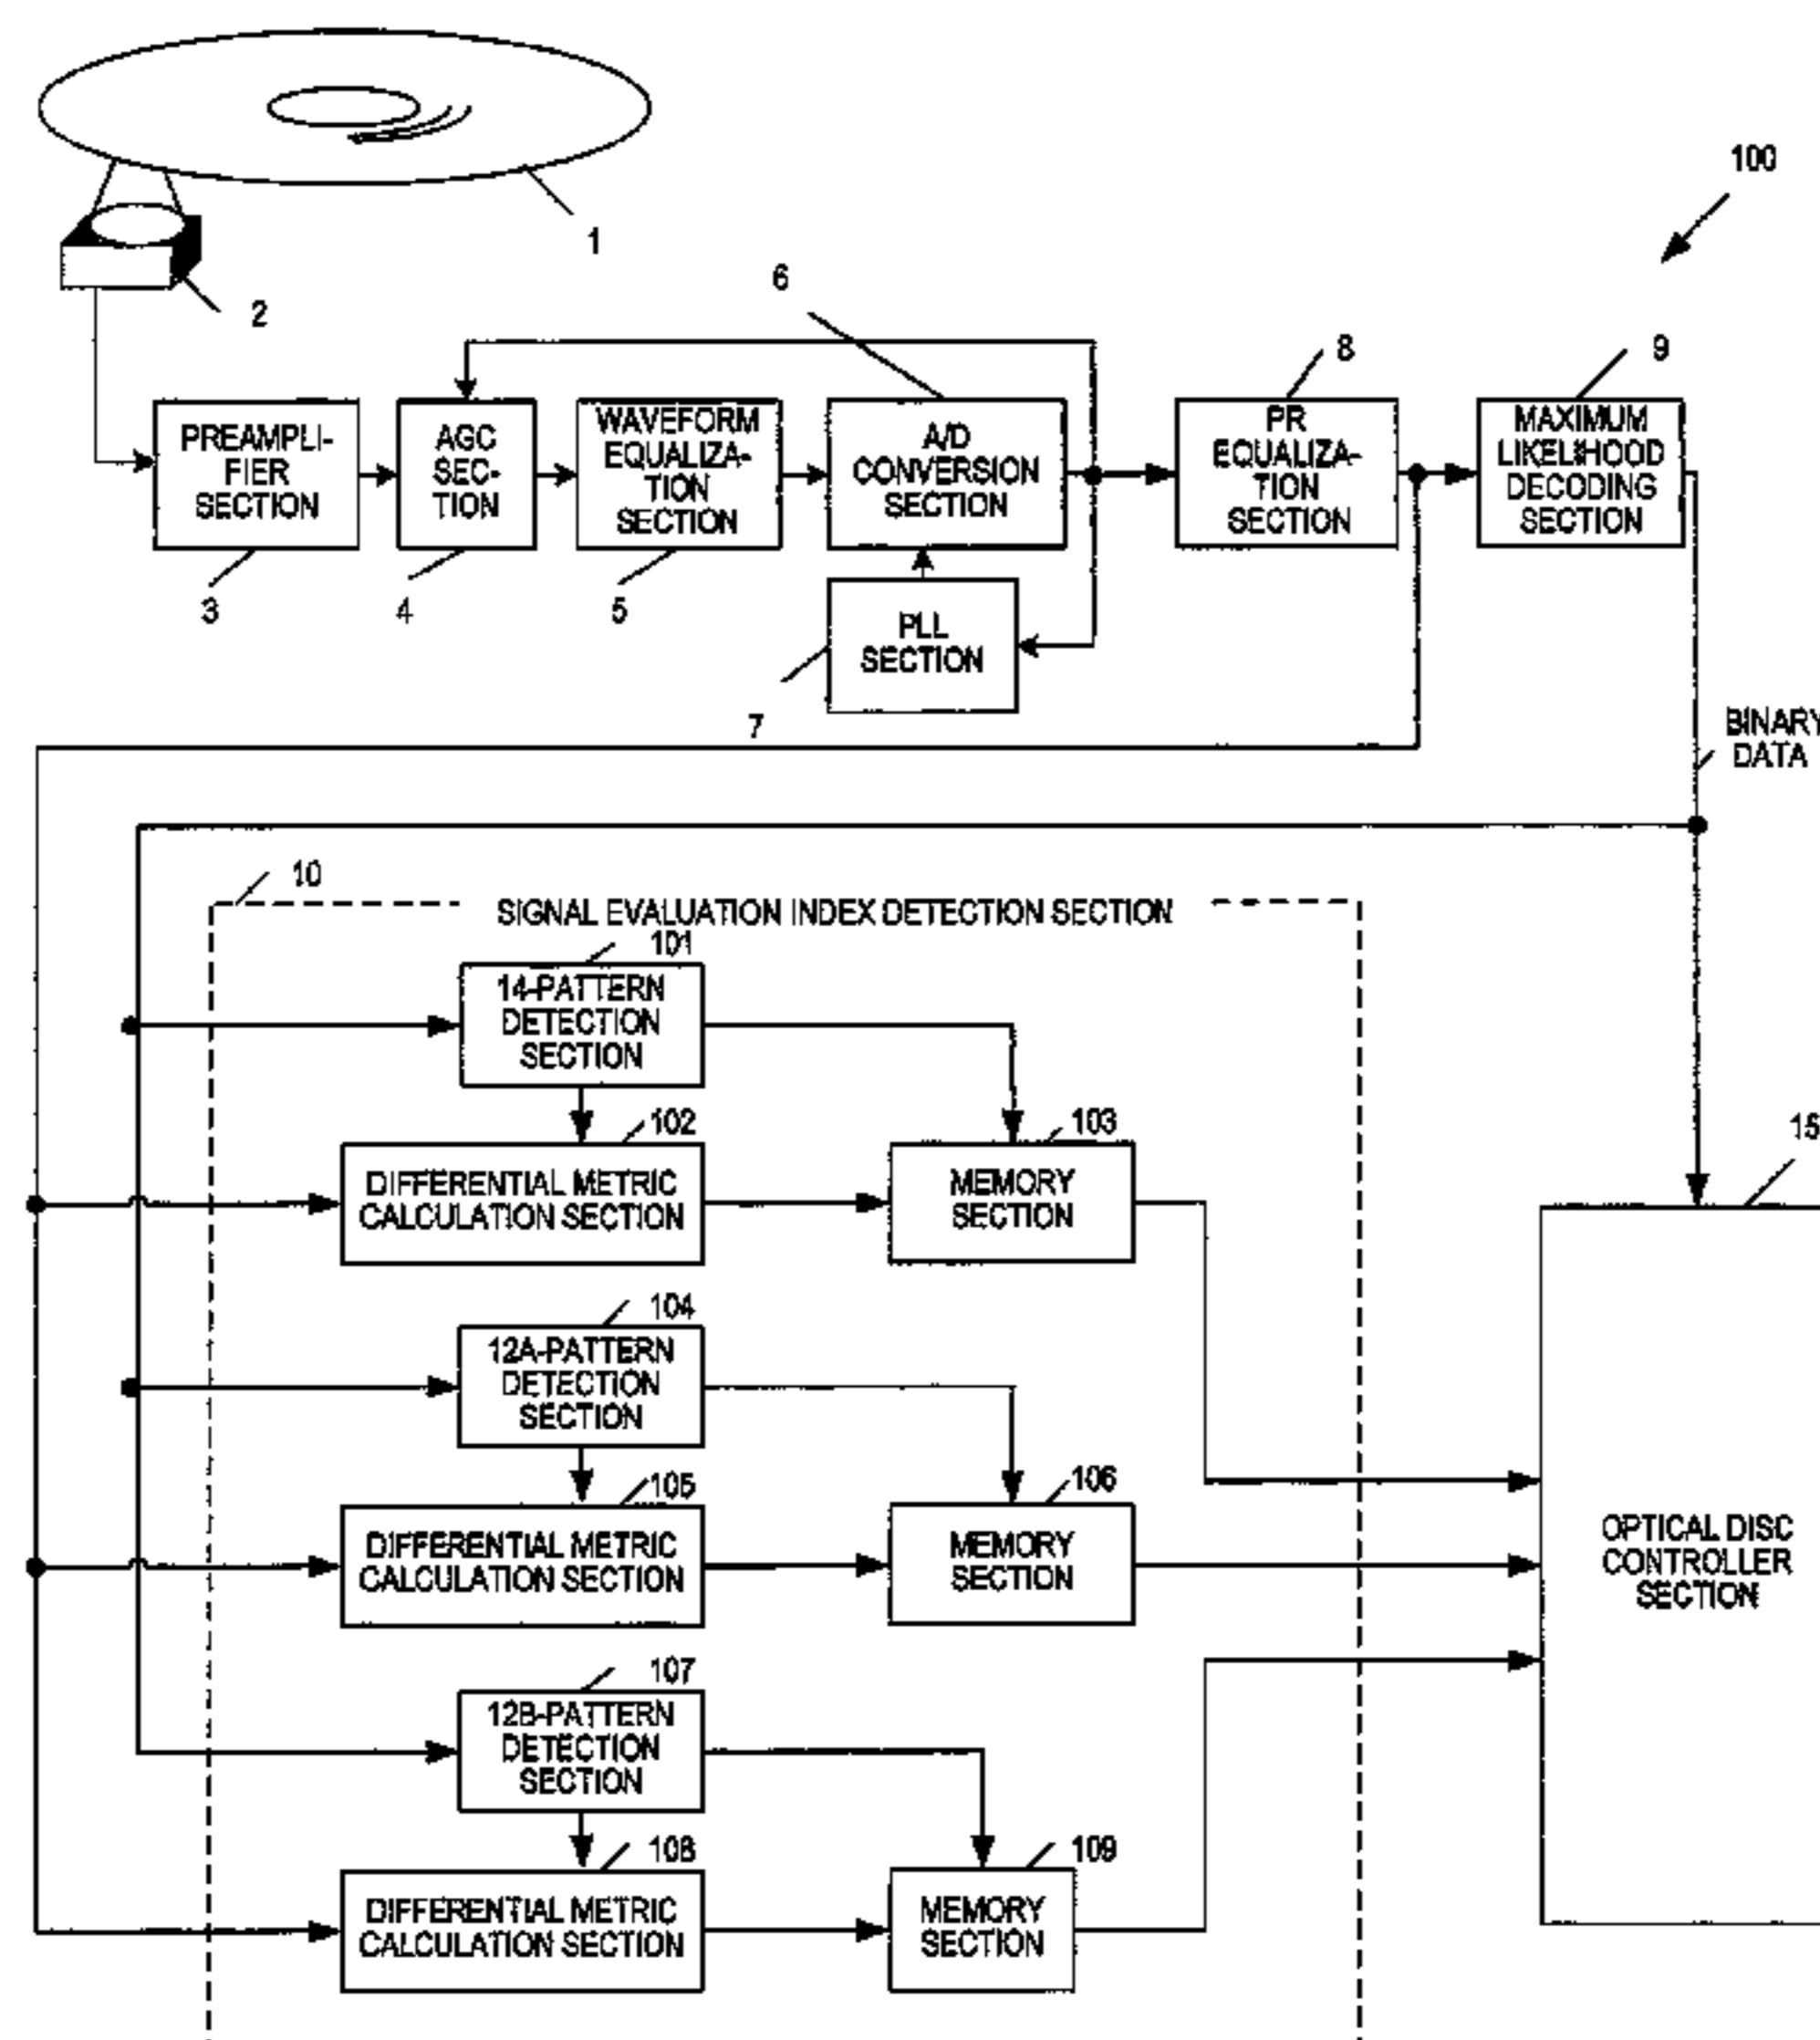 100
1
2
6
8
9
PREAMPLI-
FIER
SECTION
AGC
SEC-
TION
WAVEFORM
EQUALIZA-
TION
SECTION
A/D
CONVERSION
SECTION
PR
EQUALIZA-
TION
SECTION
MAXIMUM
LIKELIHOOD
DECODING
SECTION
3
4
5
PLL
SECTION
7
BINARY
DATA
10
SIGNAL EVALUATION INDEX DETECTION SECTION
101
14-PATTERN
DETECTION
SECTION
102
103
15
DIFFERENTIAL METRIC
CALCULATION SECTION
MEMORY
SECTION
104
12A-PATTERN
DETECTION
SECTION
105
106
DIFFERENTIAL METRIC
CALCULATION SECTION
MEMORY
SECTION
OPTICAL DISC
CONTROLLER
SECTION
107
12B-PATTERN
DETECTION
SECTION
108
109
DIFFERENTIAL METRIC
CALCULATION SECTION
MEMORY
SECTION